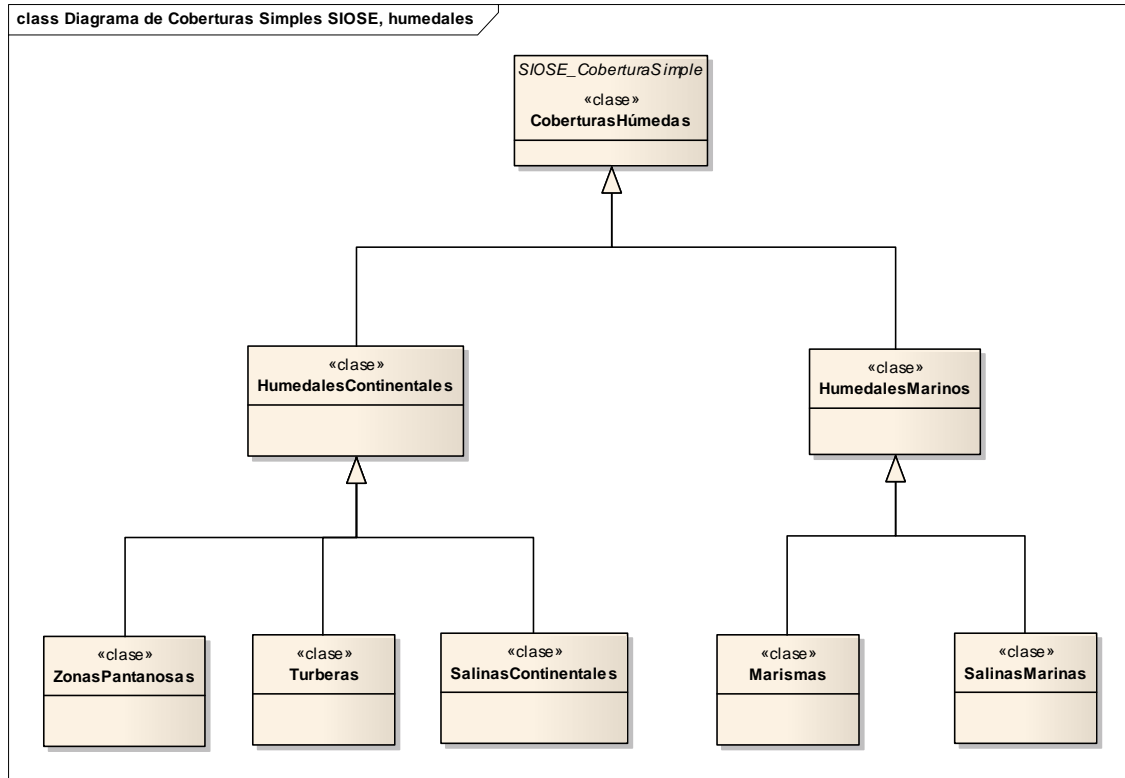 class Diagrama de Coberturas Simples SIOSE, humedales
SIOSE_CoberturaSimple
«clase»
CoberturasHúmedas
«clase»
HumedalesContinentales
«clase»
HumedalesMarinos
«clase»
ZonasPantanosas
«clase»
Turberas
«clase»
SalinasContinentales
«clase»
Marismas
«clase»
SalinasMarinas